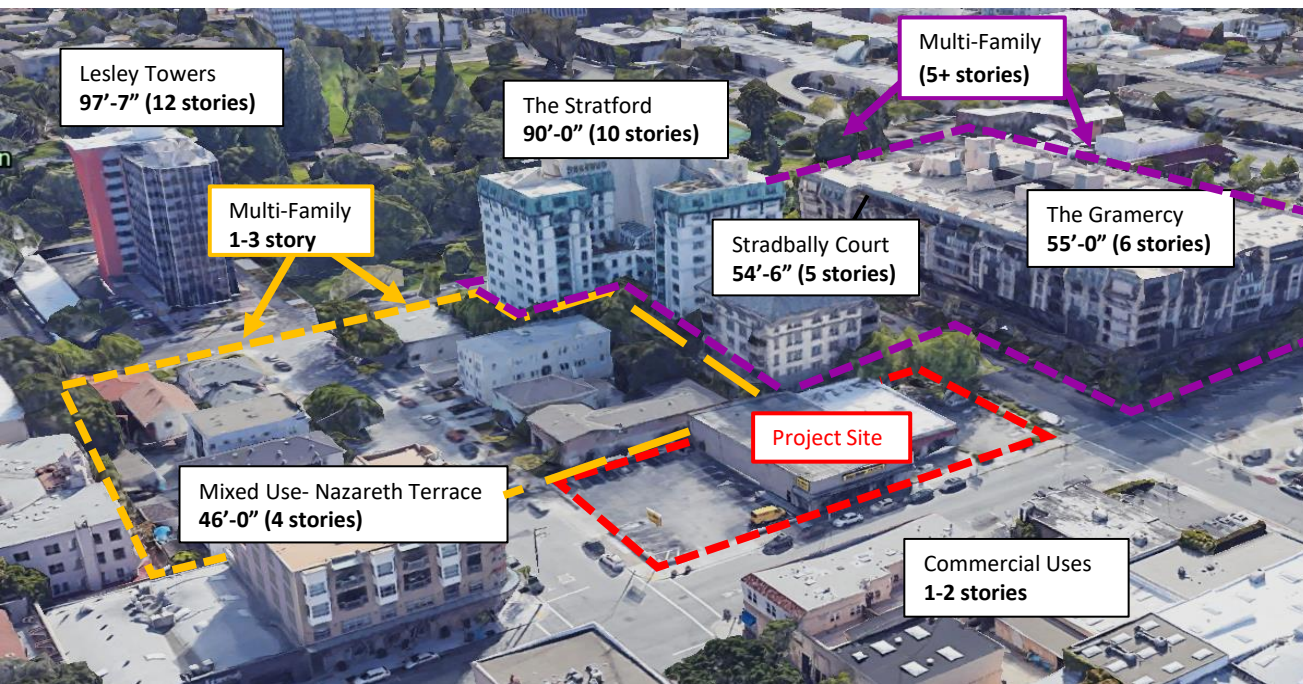 Lesley Towers
97’-7” (12 stories)
The Stratford
90’-0” (10 stories)
Multi-Family
(5+ stories)
n
Multi-Family
1-3 story
Stradbally Court
54’-6” (5 stories)
The Gramercy
55’-0” (6 stories)
Project Site
Mixed Use- Nazareth Terrace
46’-0” (4 stories)
Commercial Uses
1-2 stories